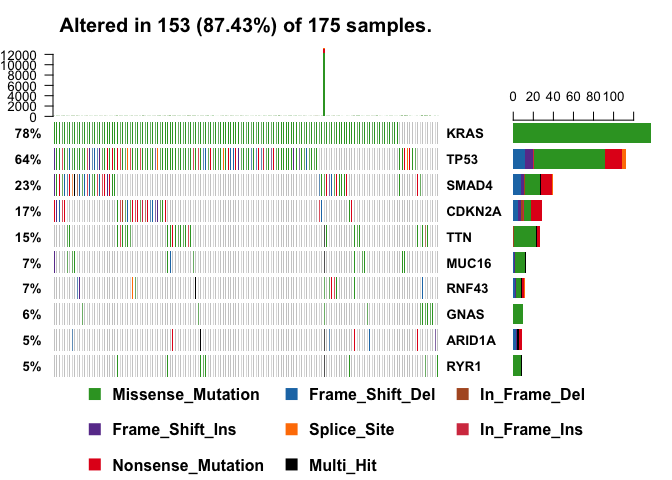 Altered in 153 (87.43%) of 175 samples.
12000
10000
8000
6000
4000
2000
0
0 20 40 60 80 100
78% KRAS
64% TP53
23% SMAD4
17% CDKN2A
15% TTN
7% MUC16
7% RNF43
6% GNAS
5% ARID1A
5% RYR1
Missense_Mutation Frame_Shift_Del In_Frame_Del
Frame_Shift_Ins Splice_Site In_Frame_Ins
Nonsense_Mutation Multi_Hit